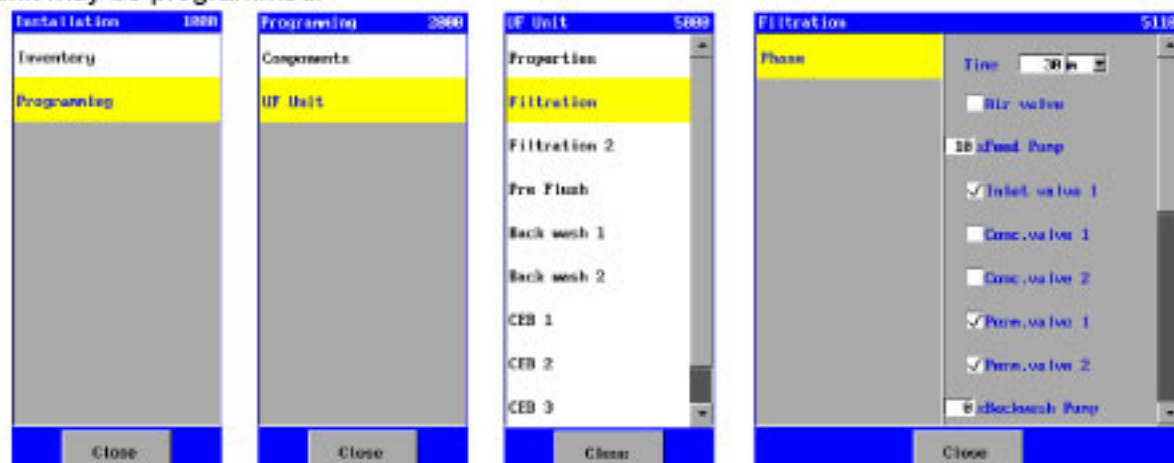 may be programmed.
Installation 1000
Inventory
Programming
Close
Programming 2000
Components
UF Unit
Close
UF Unit 5000
Properties
Filtration
Filtration 2
Pre Flush
Back wash 1
Back wash 2
CEB 1
CEB 2
CEB 3
Close
Filtration
Phase
Time 30 m
Air valve
10 xFeed Pump
Inlet valve 1
Conc.valve 1
Conc.valve 2
Perm.valve 1
Perm.valve 2
0 xBackwash Pump
Close